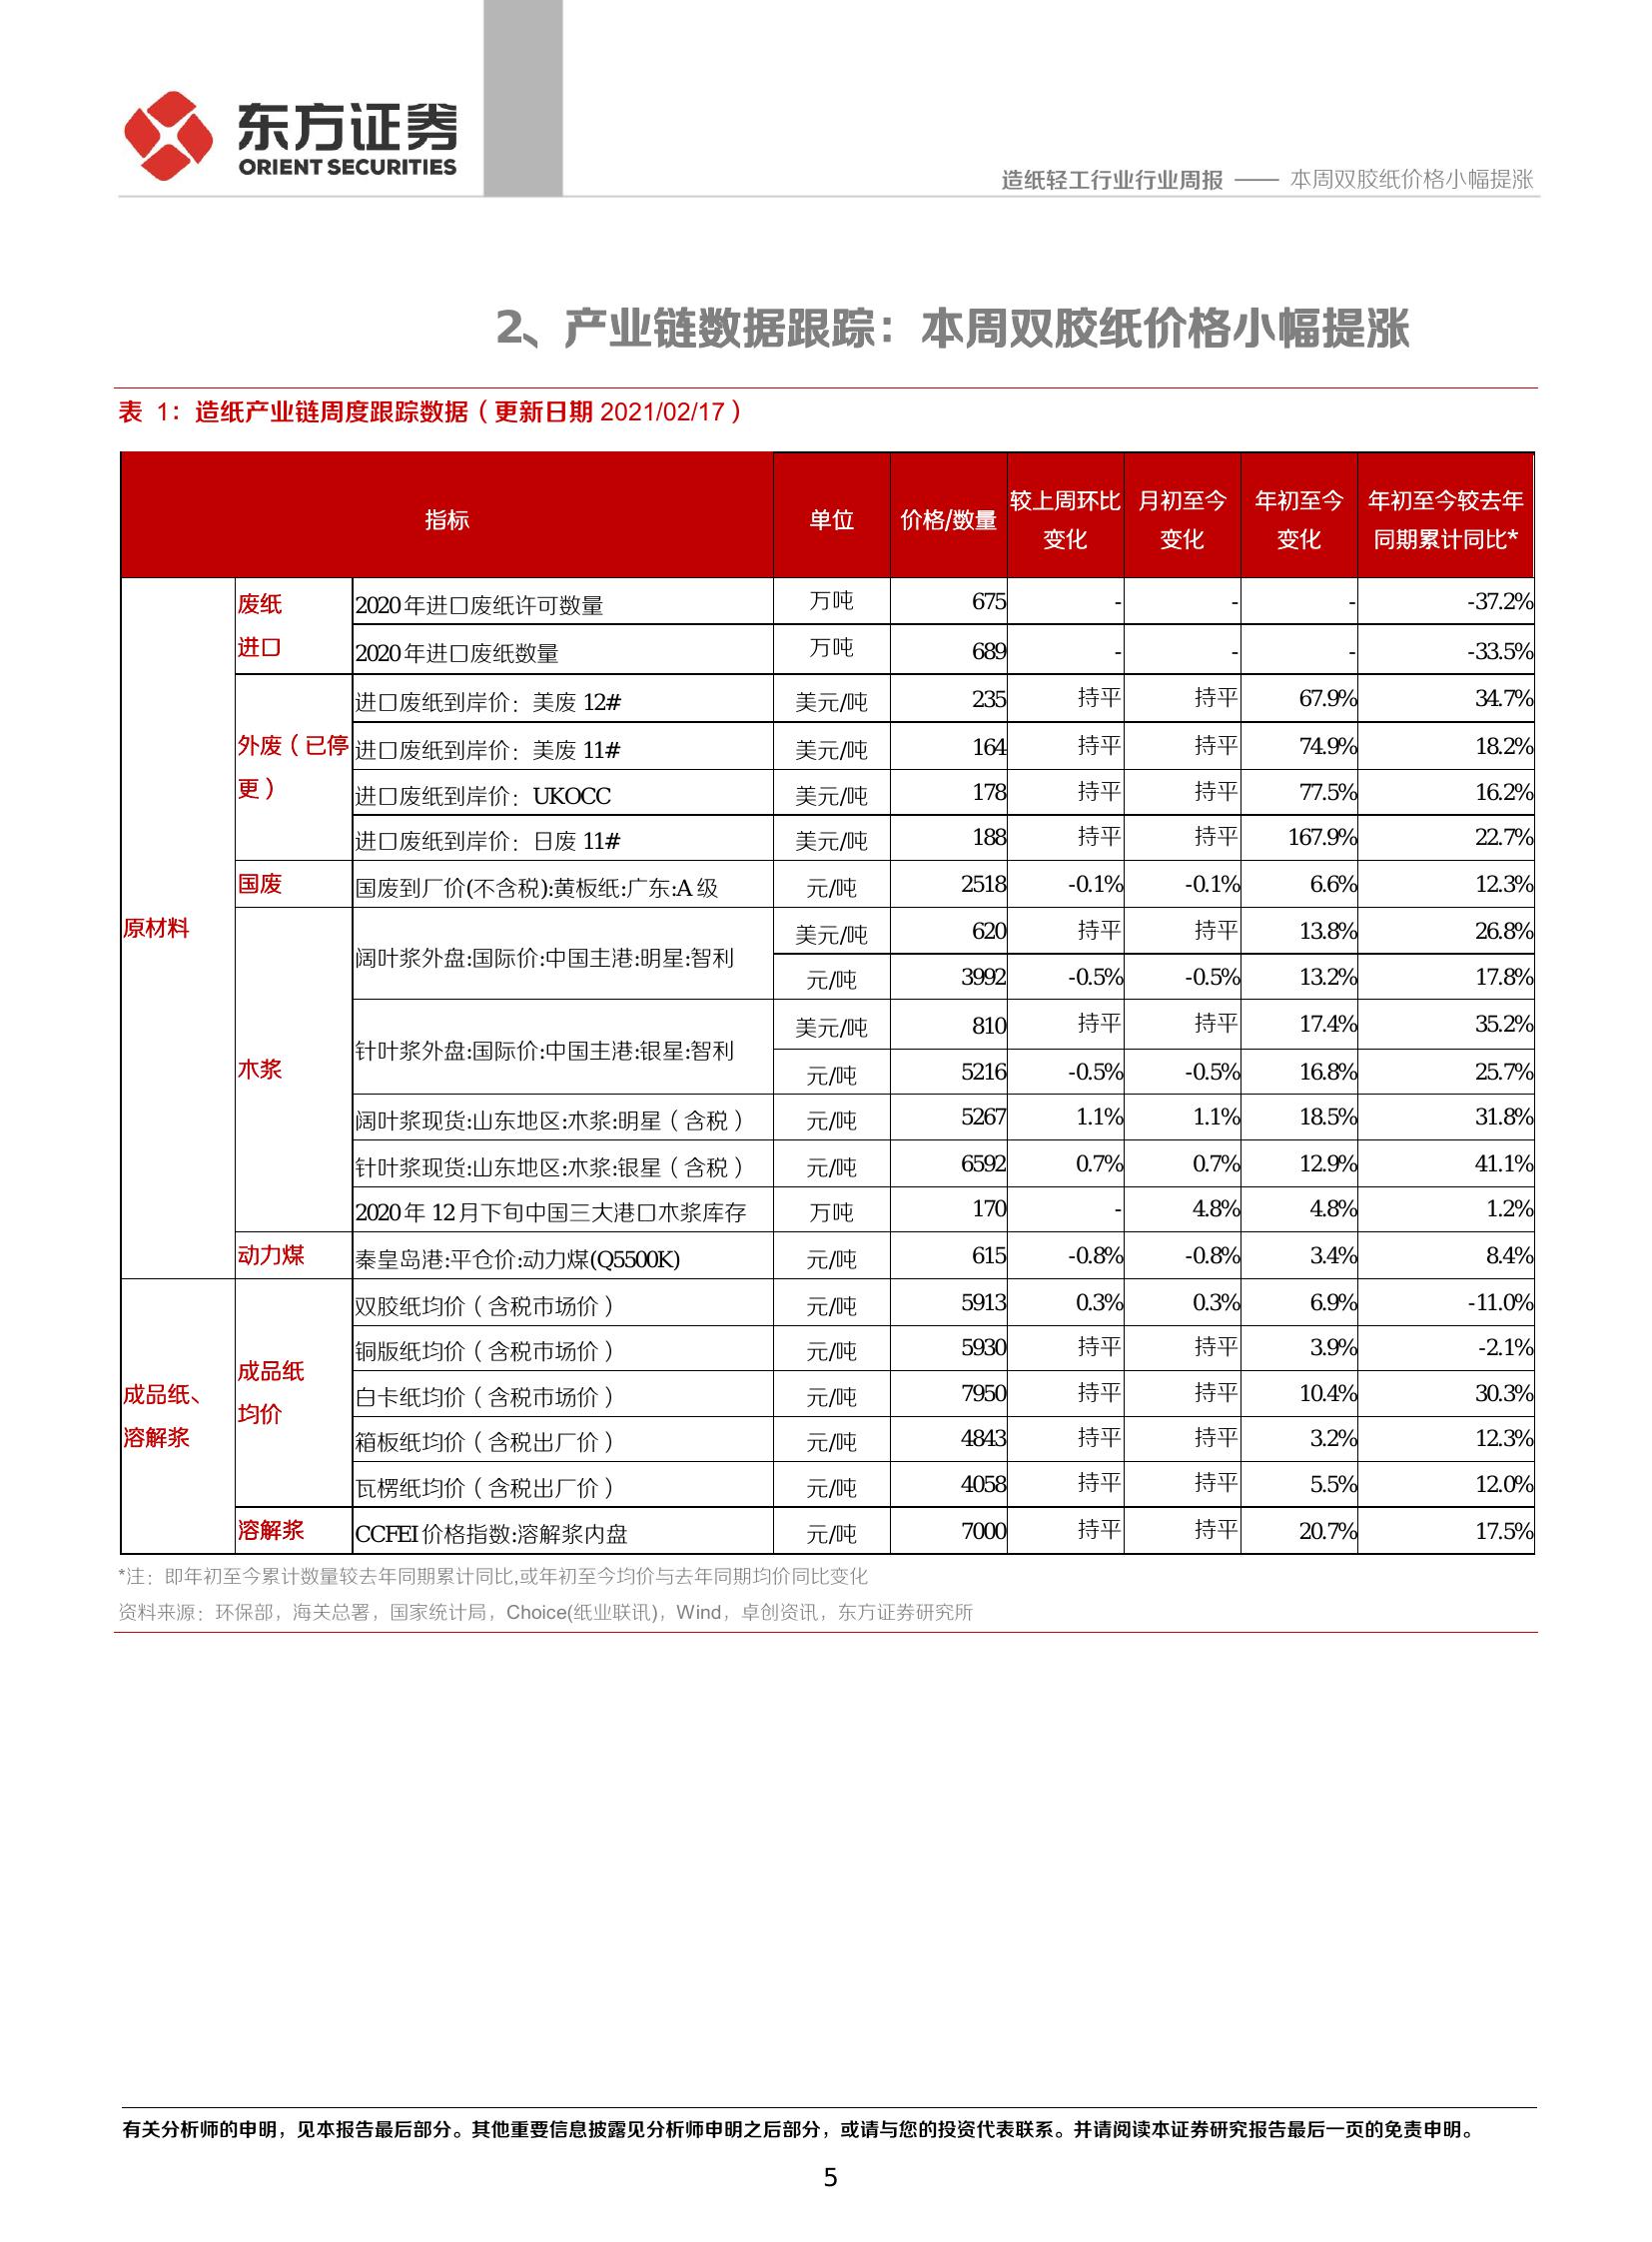 东方证券
ORIENT SECURITIES
造纸轻工行业行业周报 —— 本周双胶纸价格小幅提涨
2、产业链数据跟踪：本周双胶纸价格小幅提涨
表 1：造纸产业链周度跟踪数据（更新日期 2021/02/17）
指标 单位 价格/数量 较上周环比变化 月初至今变化 年初至今变化 年初至今较去年同期累计同比*
原材料
废纸进口
2020年进口废纸许可数量 万吨 675 - - - -37.2%
2020年进口废纸数量 万吨 689 - - - -33.5%
外废（已停更）
进口废纸到岸价：美废 12# 美元/吨 235 持平 持平 67.9% 34.7%
进口废纸到岸价：美废 11# 美元/吨 164 持平 持平 74.9% 18.2%
进口废纸到岸价：UKOCC 美元/吨 178 持平 持平 77.5% 16.2%
进口废纸到岸价：日废 11# 美元/吨 188 持平 持平 167.9% 22.7%
国废 国废到厂价(不含税):黄板纸:广东:A 级 元/吨 2518 -0.1% -0.1% 6.6% 12.3%
木浆
阔叶浆外盘:国际价:中国主港:明星:智利 美元/吨 620 持平 持平 13.8% 26.8%
元/吨 3992 -0.5% -0.5% 13.2% 17.8%
针叶浆外盘:国际价:中国主港:银星:智利 美元/吨 810 持平 持平 17.4% 35.2%
元/吨 5216 -0.5% -0.5% 16.8% 25.7%
阔叶浆现货:山东地区:木浆:明星（含税） 元/吨 5267 1.1% 1.1% 18.5% 31.8%
针叶浆现货:山东地区:木浆:银星（含税） 元/吨 6592 0.7% 0.7% 12.9% 41.1%
2020年 12月下旬中国三大港口木浆库存 万吨 170 - 4.8% 4.8% 1.2%
动力煤 秦皇岛港:平仓价:动力煤(Q5500K) 元/吨 615 -0.8% -0.8% 3.4% 8.4%
成品纸、溶解浆
成品纸均价
双胶纸均价（含税市场价） 元/吨 5913 0.3% 0.3% 6.9% -11.0%
铜版纸均价（含税市场价） 元/吨 5930 持平 持平 3.9% -2.1%
白卡纸均价（含税市场价） 元/吨 7950 持平 持平 10.4% 30.3%
箱板纸均价（含税出厂价） 元/吨 4843 持平 持平 3.2% 12.3%
瓦楞纸均价（含税出厂价） 元/吨 4058 持平 持平 5.5% 12.0%
溶解浆 CCFEI价格指数:溶解浆内盘 元/吨 7000 持平 持平 20.7% 17.5%
*注：即年初至今累计数量较去年同期累计同比,或年初至今均价与去年同期均价同比变化
资料来源：环保部，海关总署，国家统计局，Choice(纸业联讯)，Wind，卓创资讯，东方证券研究所
有关分析师的申明，见本报告最后部分。其他重要信息披露见分析师申明之后部分，或请与您的投资代表联系。并请阅读本证券研究报告最后一页的免责申明。
5